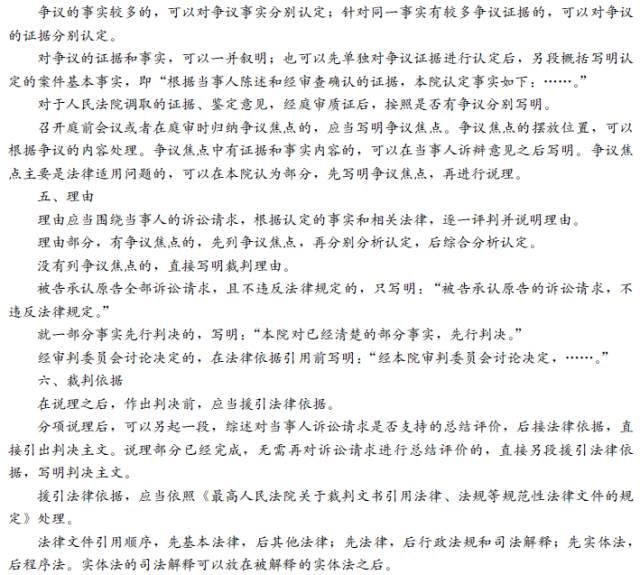 争议的事实较多的，可以对争议事实分别认定；针对同一事实有较多争议证据的，可以对争议
的证据分别认定。
对争议的证据和事实，可以一并叙明；也可以先单独对争议证据进行认定后，另段概括写明认
定的案件基本事实，即“根据当事人陈述和经审查确认的证据，本院认定事实如下：……。”
对于人民法院调取的证据、鉴定意见，经庭审质证后，按照是否有争议分别写明。
召开庭前会议或者在庭审时归纳争议焦点的，应当写明争议焦点。争议焦点的摆放位置，可以
根据争议的内容处理。争议焦点中有证据和事实内容的，可以在当事人诉辩意见之后写明。争议焦
点主要是法律适用问题的，可以在本院认为部分，先写明争议焦点，再进行说理。
五、理由
理由应当围绕当事人的诉讼请求，根据认定的事实和相关法律，逐一评判并说明理由。
理由部分，有争议焦点的，先列争议焦点，再分别分析认定，后综合分析认定。
没有列争议焦点的，直接写明裁判理由。
被告承认原告全部诉讼请求，且不违反法律规定的，只写明：“被告承认原告的诉讼请求，不
违反法律规定。”
就一部分事实先行判决的，写明：“本院对已经清楚的部分事实，先行判决。”
经审判委员会讨论决定的，在法律依据引用前写明：“经本院审判委员会讨论决定，……。”
六、裁判依据
在说理之后，作出判决前，应当援引法律依据。
分项说理后，可以另起一段，综述对当事人诉讼请求是否支持的总结评价，后接法律依据，直
接引出判决主文。说理部分已经完成，无需再对诉讼请求进行总结评价的，直接另段援引法律依
据，写明判决主文。
援引法律依据，应当依照《最高人民法院关于裁判文书引用法律、法规等规范性法律文件的规
定》处理。
法律文件引用顺序，先基本法律，后其他法律；先法律，后行政法规和司法解释；先实体法，
后程序法。实体法的司法解释可以放在被解释的实体法之后。